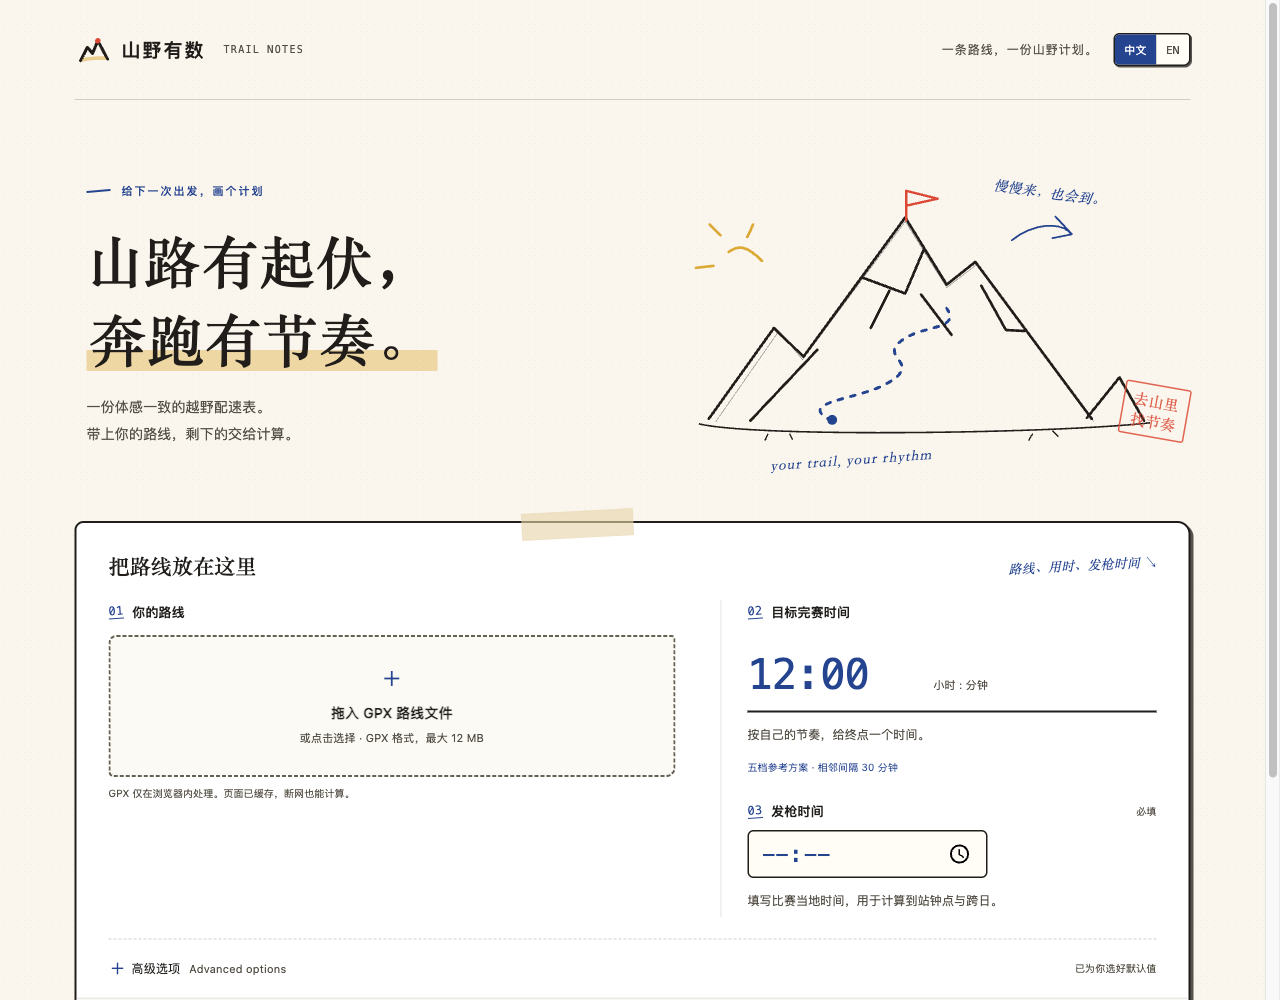 山野有数 TRAIL NOTES
一条路线，一份山野计划。
中文 EN
给下一次出发，画个计划
山路有起伏，
奔跑有节奏。
一份体感一致的越野配速表。
带上你的路线，剩下的交给计算。
慢慢来，也会到。
去山里
找节奏
your trail, your rhythm
把路线放在这里
路线、用时、发枪时间 ↘
01 你的路线
+
拖入 GPX 路线文件
或点击选择 · GPX 格式，最大 12 MB
GPX 仅在浏览器内处理。页面已缓存，断网也能计算。
02 目标完赛时间
12:00 小时 : 分钟
按自己的节奏，给终点一个时间。
五档参考方案 · 相邻间隔 30 分钟
03 发枪时间 必填
--:--
填写比赛当地时间，用于计算到站钟点与跨日。
+ 高级选项 Advanced options
已为你选好默认值